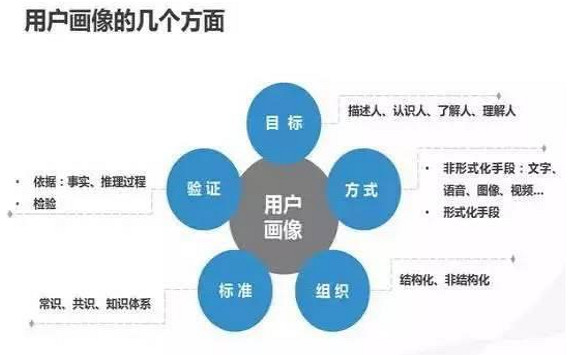 用户画像的几个方面
目标
描述人、认识人、了解人、理解人
方式
• 非形式化手段：文字、
语音、图像、视频...
• 形式化手段
验证
• 依据：事实、推理过程
• 检验
用户
画像
标准
常识、共识、知识体系
组织
结构化、非结构化